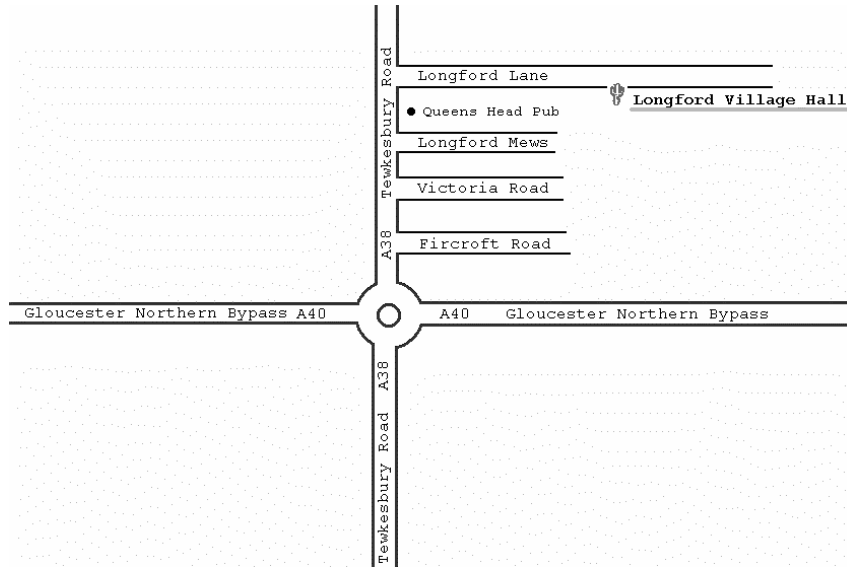 Tewkesbury Road
A38
Longford Lane
Longford Village Hall
Queens Head Pub
Longford Mews
Victoria Road
Fircroft Road
Gloucester Northern Bypass A40
A40 Gloucester Northern Bypass
A38
Tewkesbury Road